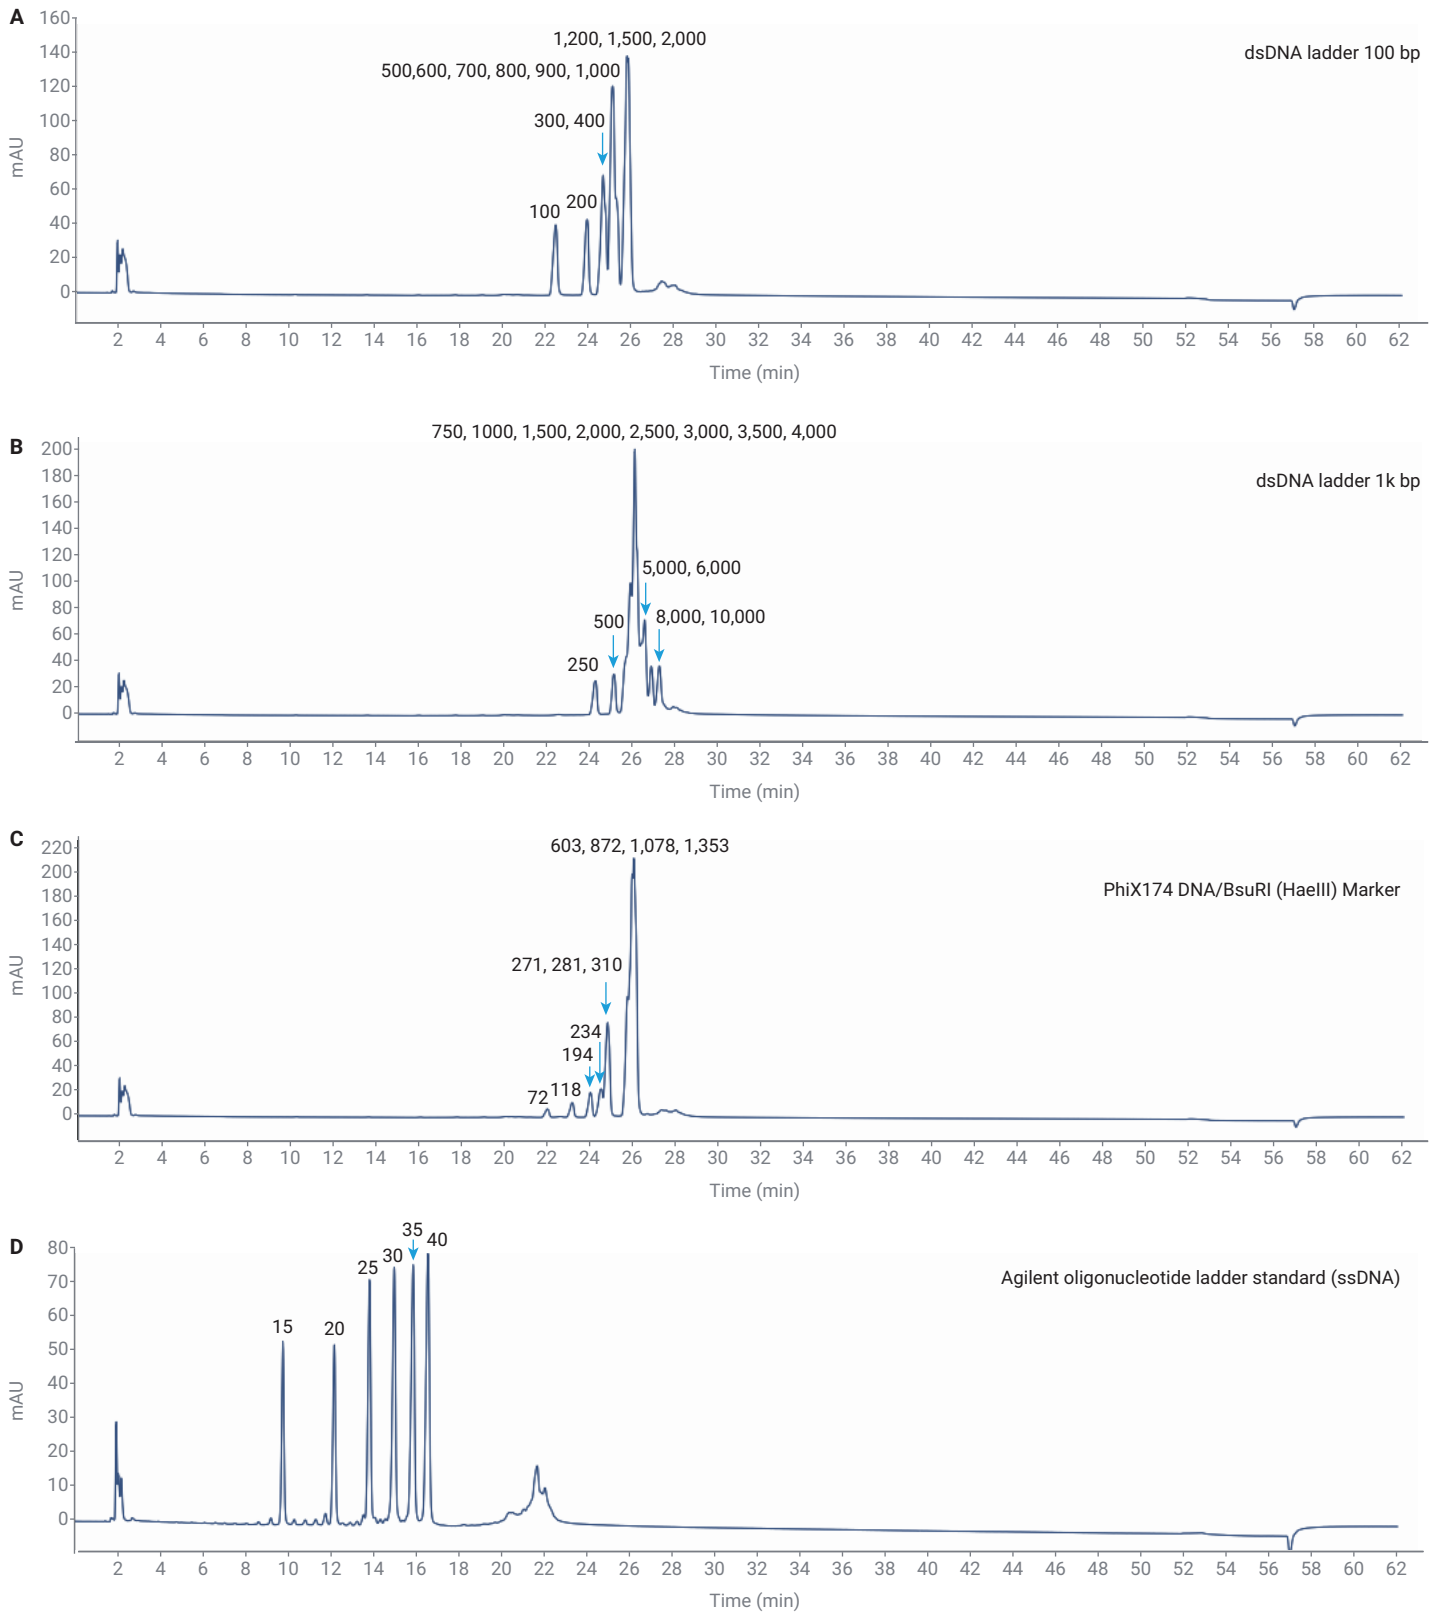 A
160
140
120
100
80
60
40
20
0
mAU
1,200, 1,500, 2,000
500,600, 700, 800, 900, 1,000
300, 400
200
100
dsDNA ladder 100 bp
2 4 6 8 10 12 14 16 18 20 22 24 26 28 30 32 34 36 38 40 42 44 46 48 50 52 54 56 58 60 62
Time (min)
B
200
180
160
140
120
100
80
60
40
20
0
mAU
750, 1000, 1,500, 2,000, 2,500, 3,000, 3,500, 4,000
dsDNA ladder 1k bp
5,000, 6,000
8,000, 10,000
500
250
2 4 6 8 10 12 14 16 18 20 22 24 26 28 30 32 34 36 38 40 42 44 46 48 50 52 54 56 58 60 62
Time (min)
C
220
200
180
160
140
120
100
80
60
40
20
0
mAU
603, 872, 1,078, 1,353
PhiX174 DNA/BsuRI (HaeIII) Marker
271, 281, 310
234
194
118
72
2 4 6 8 10 12 14 16 18 20 22 24 26 28 30 32 34 36 38 40 42 44 46 48 50 52 54 56 58 60 62
Time (min)
D
80
70
60
50
40
30
20
10
0
mAU
35
40
30
25
20
15
Agilent oligonucleotide ladder standard (ssDNA)
2 4 6 8 10 12 14 16 18 20 22 24 26 28 30 32 34 36 38 40 42 44 46 48 50 52 54 56 58 60 62
Time (min)